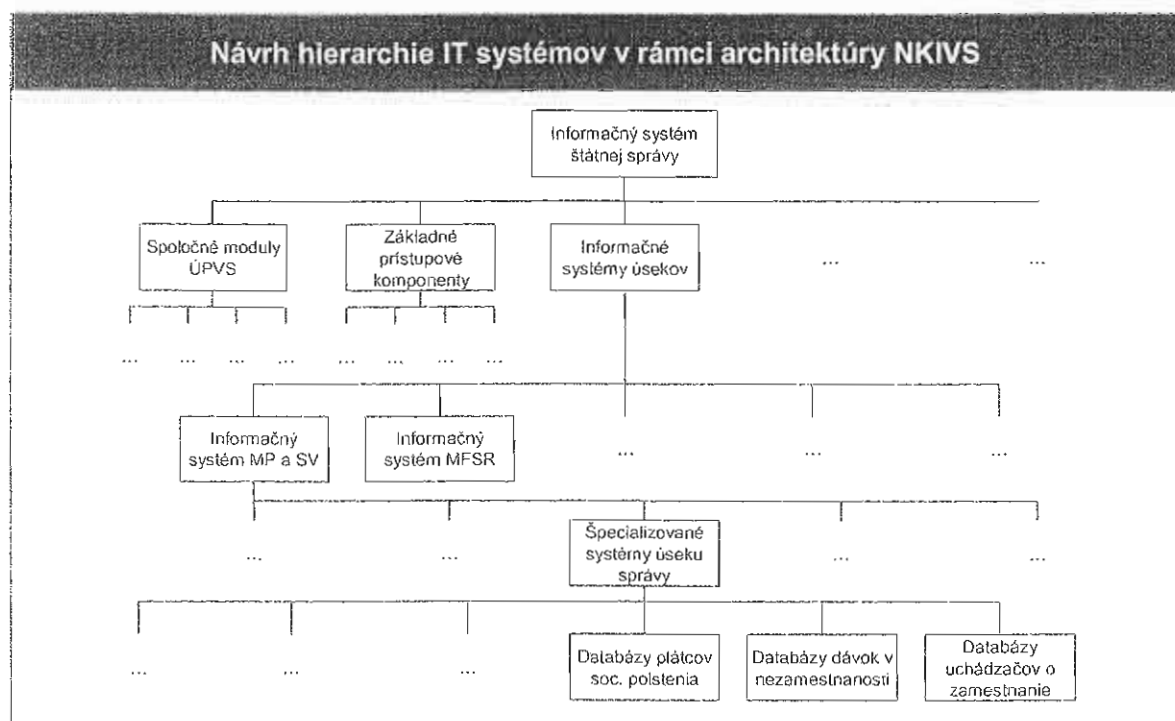 Návrh hierarchie IT systémov v rámci architektúry NKIVS
Informačný systém
štátnej správy
Spoločné moduly
ÚPVS
Základné
prístupové
komponenty
Informačné
systémy úsekov
...
...
... ... ... ... ... ... ... ...
Informačný
systém MP a SV
Informačný
systém MFSR
...
...
...
...
...
Špecializované
systémy úseku
správy
...
...
...
...
...
Databázy plátcov
soc. polstenia
Databázy dávok v
nezamestnanosti
Databázy
uchádzačov o
zamestnanie